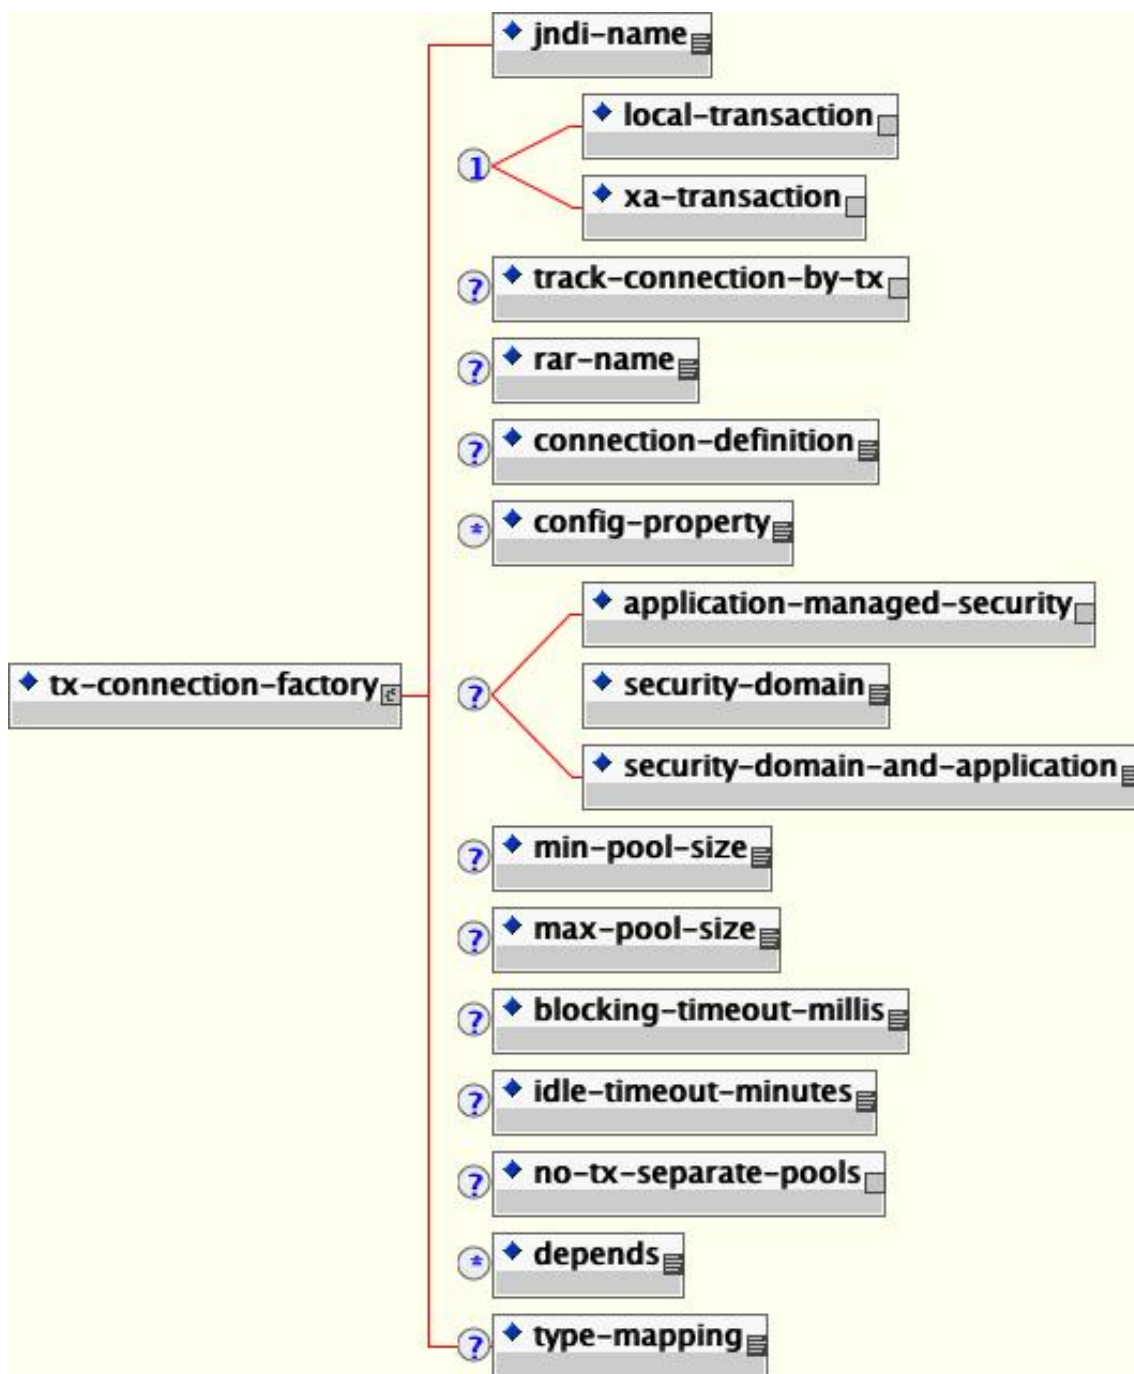 jndi-name
local-transaction
1
xa-transaction
? track-connection-by-tx
? rar-name
? connection-definition
* config-property
application-managed-security
tx-connection-factory
? security-domain
security-domain-and-application
? min-pool-size
? max-pool-size
? blocking-timeout-millis
? idle-timeout-minutes
? no-tx-separate-pools
* depends
? type-mapping